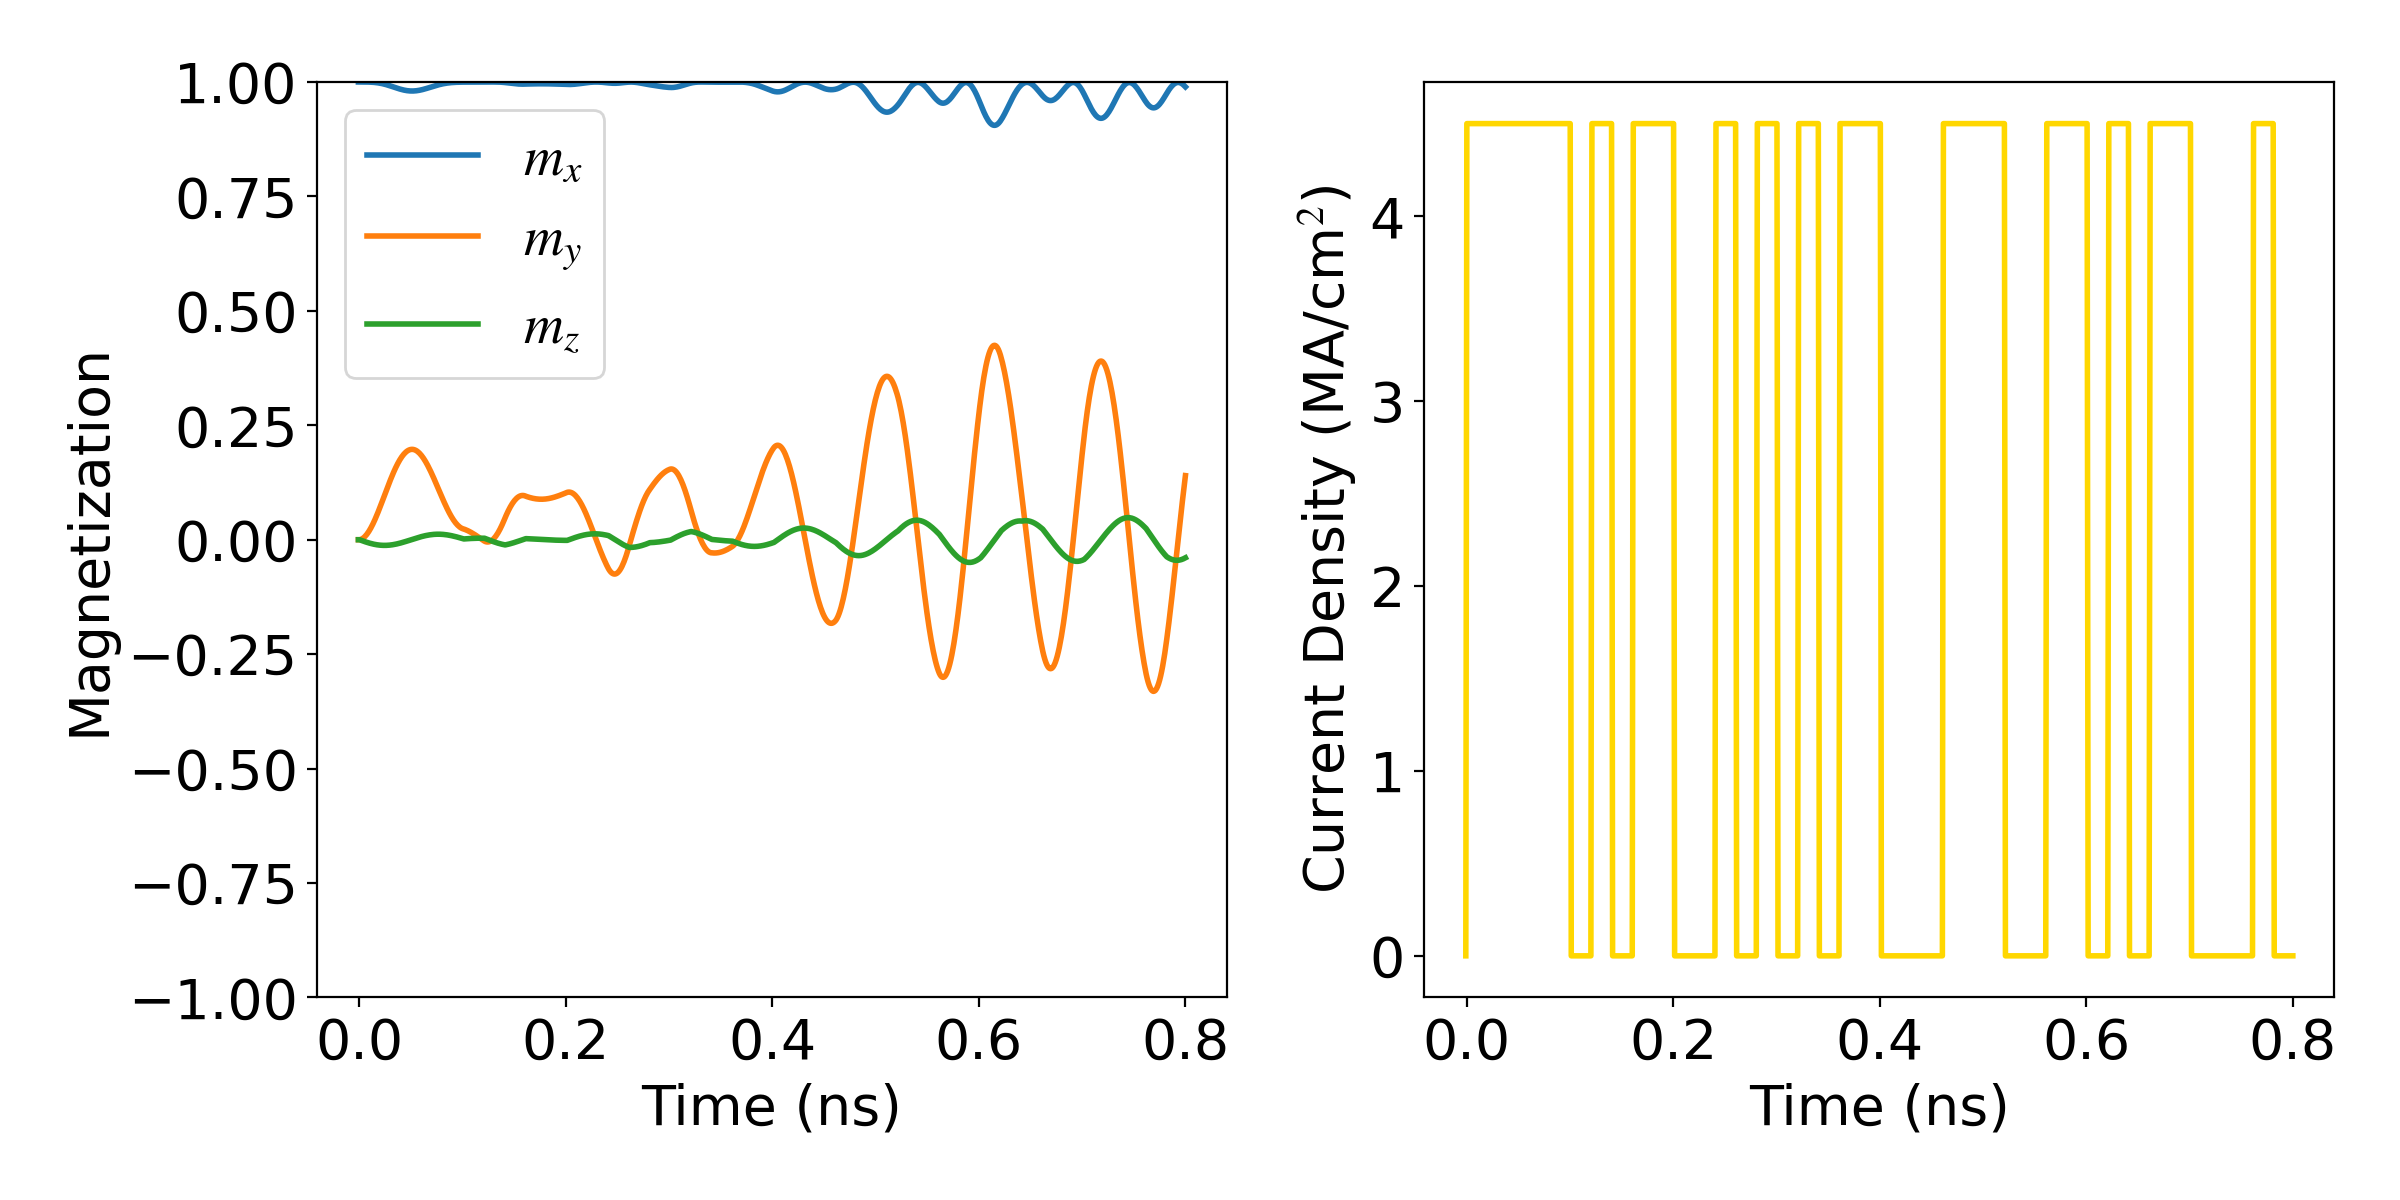 1.00
0.75
0.50
0.25
0.00
−0.25
−0.50
−0.75
−1.00
Magnetization
m_x
m_y
m_z
0.0 0.2 0.4 0.6 0.8
Time (ns)
4
3
2
1
0
Current Density (MA/cm²)
0.0 0.2 0.4 0.6 0.8
Time (ns)